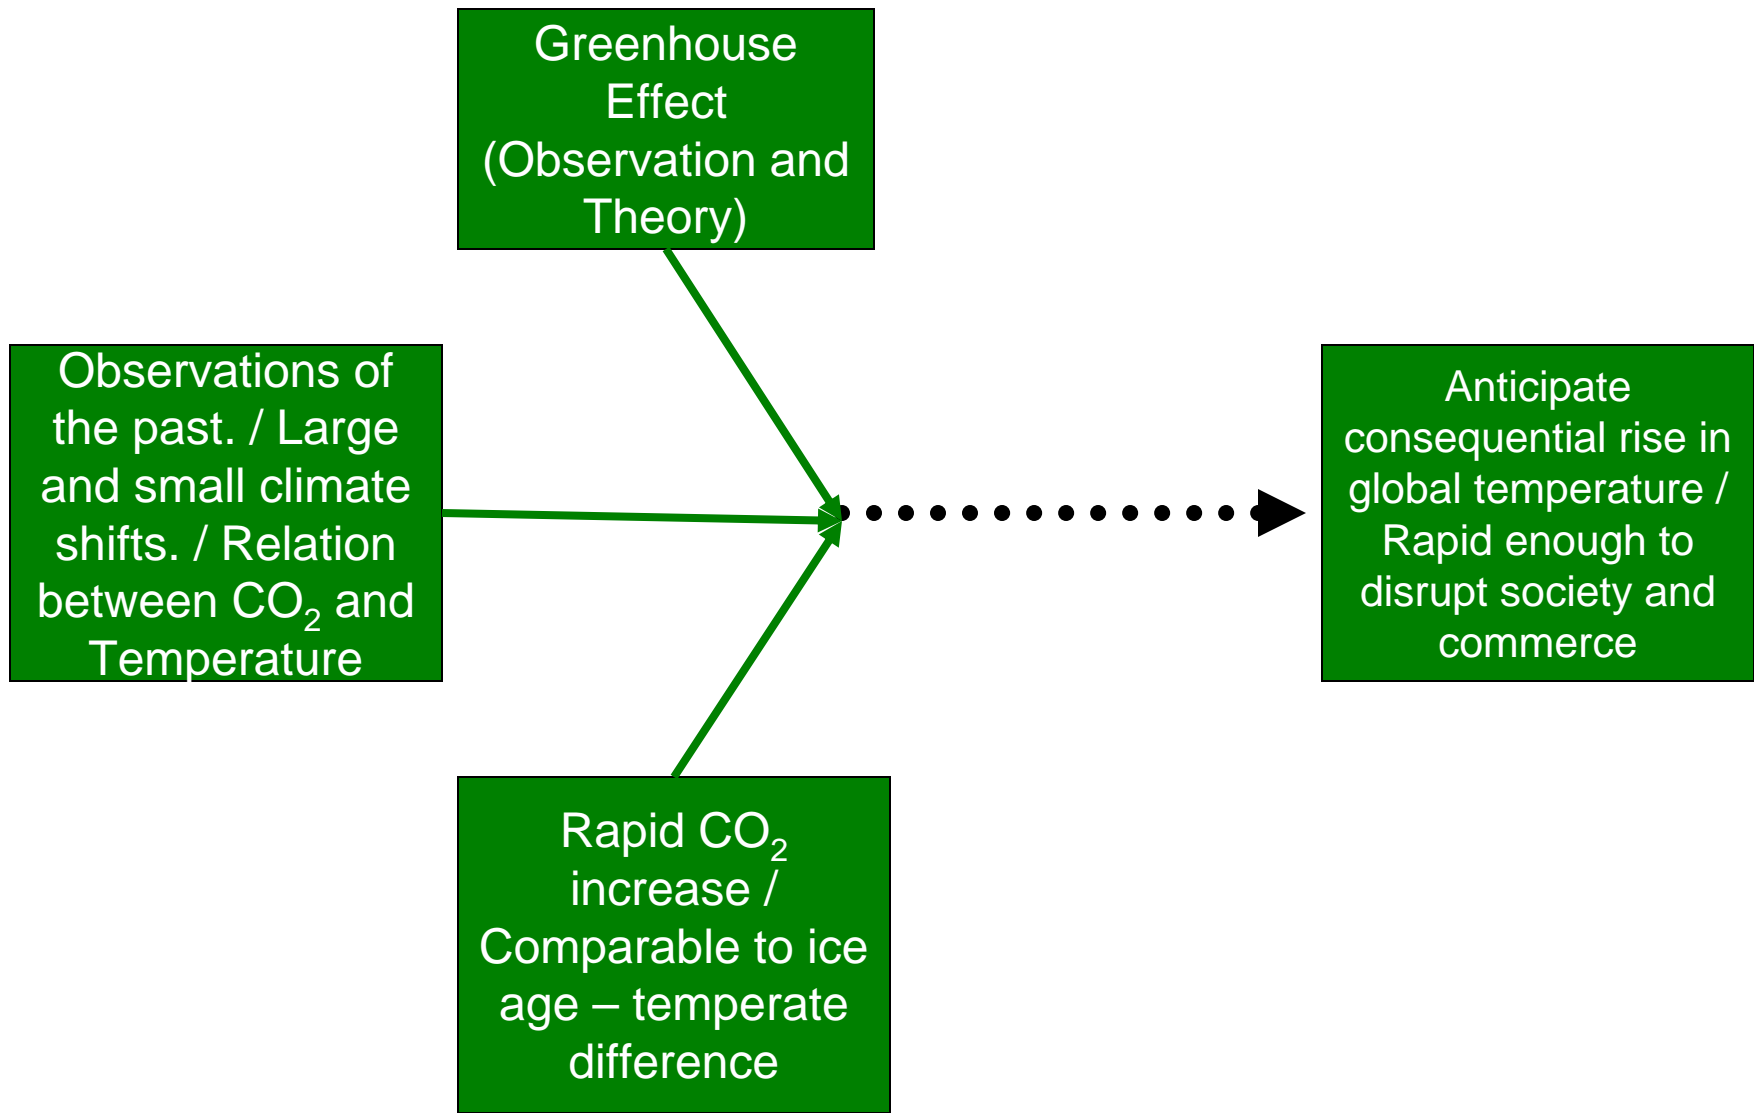 Greenhouse
Effect
(Observation and
Theory)
Observations of
the past. / Large
and small climate
shifts. / Relation
between CO₂ and
Temperature
Anticipate
consequential rise in
global temperature /
Rapid enough to
disrupt society and
commerce
Rapid CO₂
increase /
Comparable to ice
age – temperate
difference